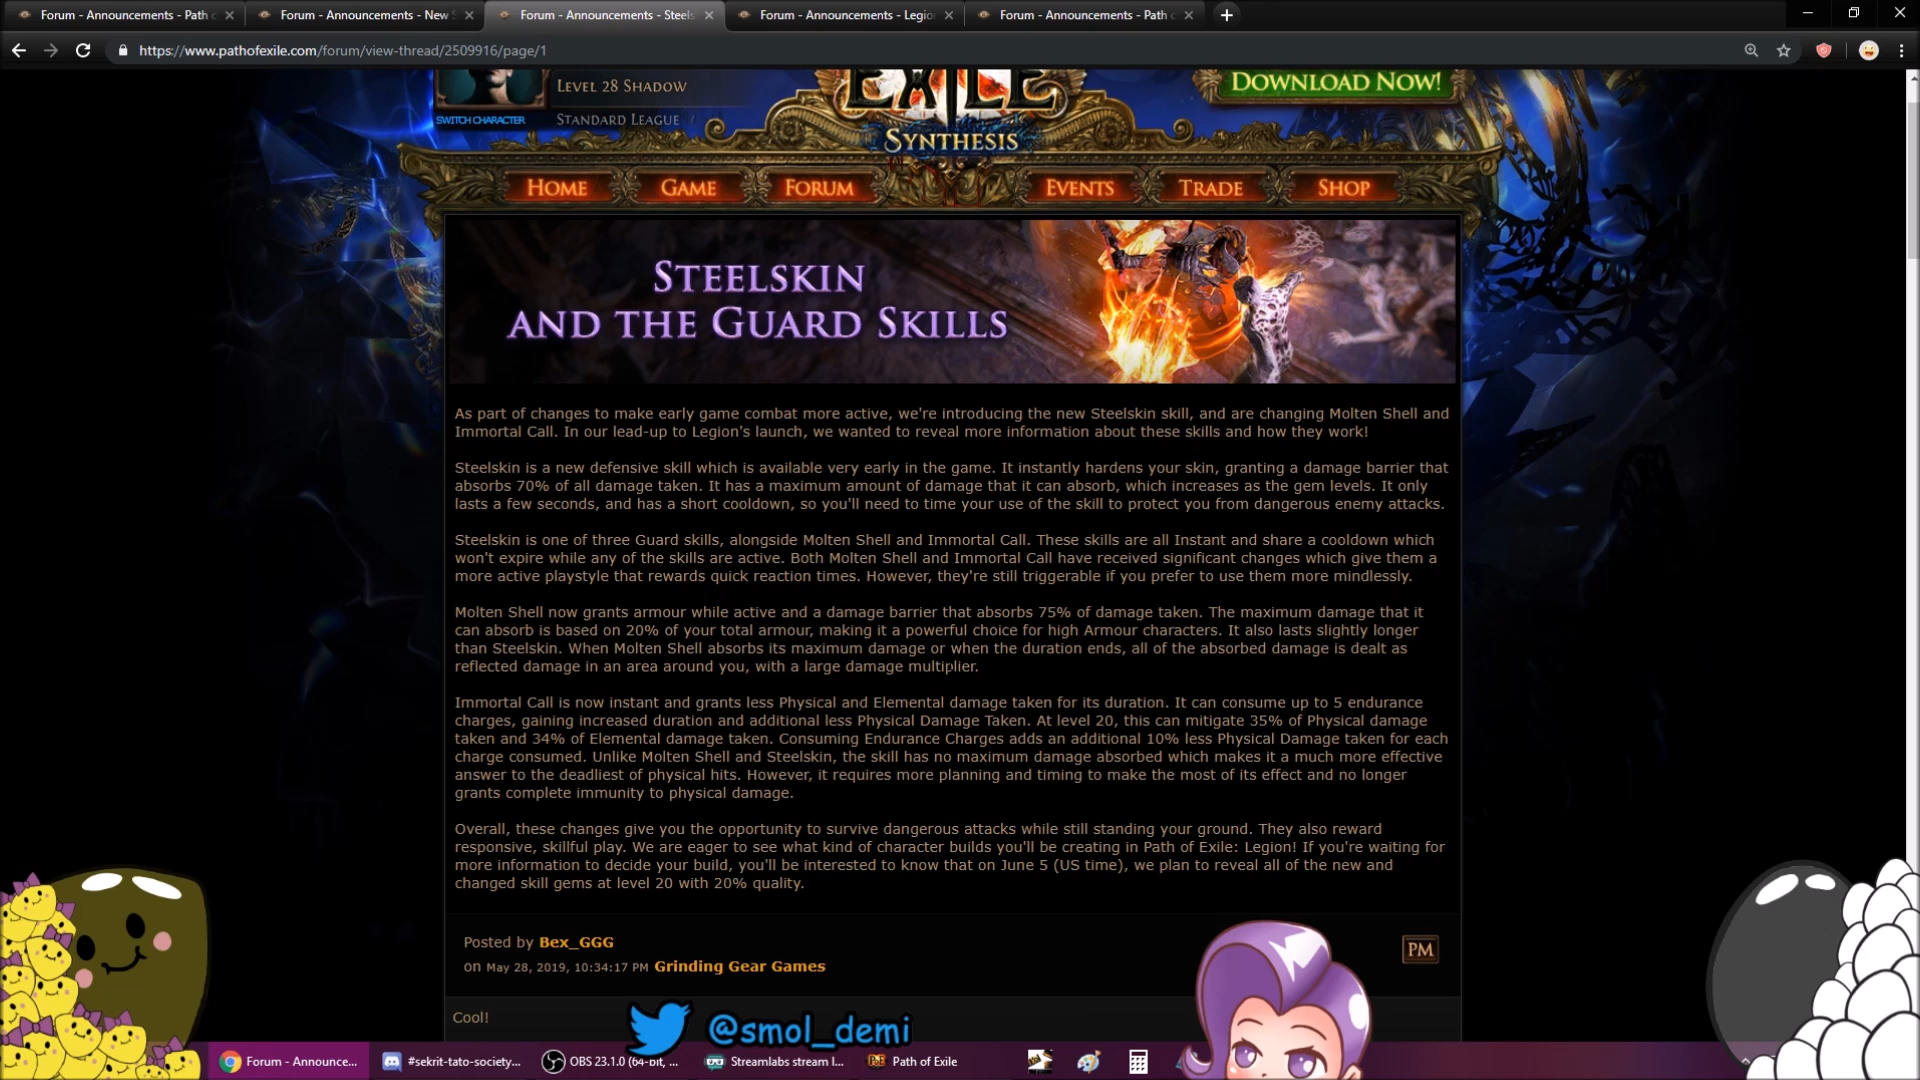 Forum - Announcements - Path
Forum - Announcements - New
Forum - Announcements - Steels
Forum - Announcements - Legio
Forum - Announcements - Path
https://www.pathofexile.com/forum/view-thread/2509916/page/1
Level 28 Shadow
Switch Character
Standard League
Exile
Synthesis
Download Now!
Home
Game
Forum
Events
Trade
Shop
Steelskin
and the Guard Skills
As part of changes to make early game combat more active, we're introducing the new Steelskin skill, and are changing Molten Shell and
Immortal Call. In our lead-up to Legion's launch, we wanted to reveal more information about these skills and how they work!
Steelskin is a new defensive skill which is available very early in the game. It instantly hardens your skin, granting a damage barrier that
absorbs 70% of all damage taken. It has a maximum amount of damage that it can absorb, which increases as the gem levels. It only
lasts a few seconds, and has a short cooldown, so you'll need to time your use of the skill to protect you from dangerous enemy attacks.
Steelskin is one of three Guard skills, alongside Molten Shell and Immortal Call. These skills are all Instant and share a cooldown which
won't expire while any of the skills are active. Both Molten Shell and Immortal Call have received significant changes which give them a
more active playstyle that rewards quick reaction times. However, they're still triggerable if you prefer to use them more mindlessly.
Molten Shell now grants armour while active and a damage barrier that absorbs 75% of damage taken. The maximum damage that it
can absorb is based on 20% of your total armour, making it a powerful choice for high Armour characters. It also lasts slightly longer
than Steelskin. When Molten Shell absorbs its maximum damage or when the duration ends, all of the absorbed damage is dealt as
reflected damage in an area around you, with a large damage multiplier.
Immortal Call is now instant and grants less Physical and Elemental damage taken for its duration. It can consume up to 5 endurance
charges, gaining increased duration and additional less Physical Damage Taken. At level 20, this can mitigate 35% of Physical damage
taken and 34% of Elemental damage taken. Consuming Endurance Charges adds an additional 10% less Physical Damage taken for each
charge consumed. Unlike Molten Shell and Steelskin, the skill has no maximum damage absorbed which makes it a much more effective
answer to the deadliest of physical hits. However, it requires more planning and timing to make the most of its effect and no longer
grants complete immunity to physical damage.
Overall, these changes give you the opportunity to survive dangerous attacks while still standing your ground. They also reward
responsive, skillful play. We are eager to see what kind of character builds you'll be creating in Path of Exile: Legion! If you're waiting for
more information to decide your build, you'll be interested to know that on June 5 (US time), we plan to reveal all of the new and
changed skill gems at level 20 with 20% quality.
Posted by Bex_GGG
on May 28, 2019, 10:34:17 PM Grinding Gear Games
PM
Cool!
@smol_demi
Forum - Announce...
#sekrit-tato-society...
OBS 23.1.0 (64-bit, ...
Streamlabs stream l...
Path of Exile